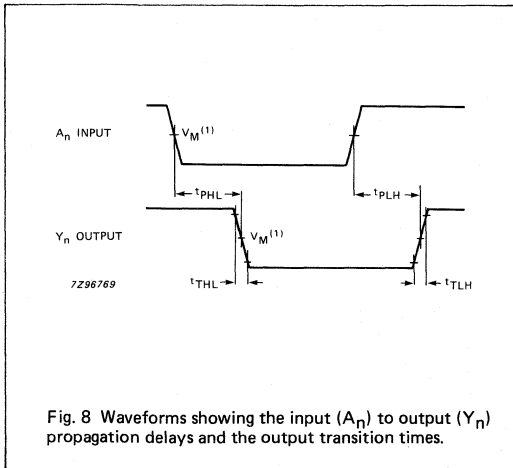 Aₙ INPUT
V_M⁽¹⁾
t_PHL
t_PLH
Yₙ OUTPUT
V_M⁽¹⁾
7Z96769
t_THL
t_TLH
Fig. 8 Waveforms showing the input (Aₙ) to output (Yₙ)
propagation delays and the output transition times.